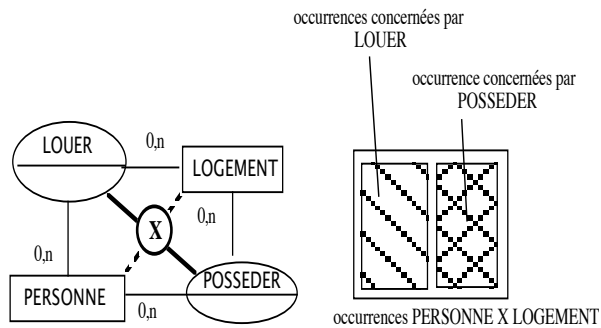 occurrences concernées par
LOUER
occurrence concernées par
POSSEDER
LOUER
0,n
LOGEMENT
0,n
X
0,n
POSSEDER
PERSONNE
0,n
occurrences PERSONNE X LOGEMENT